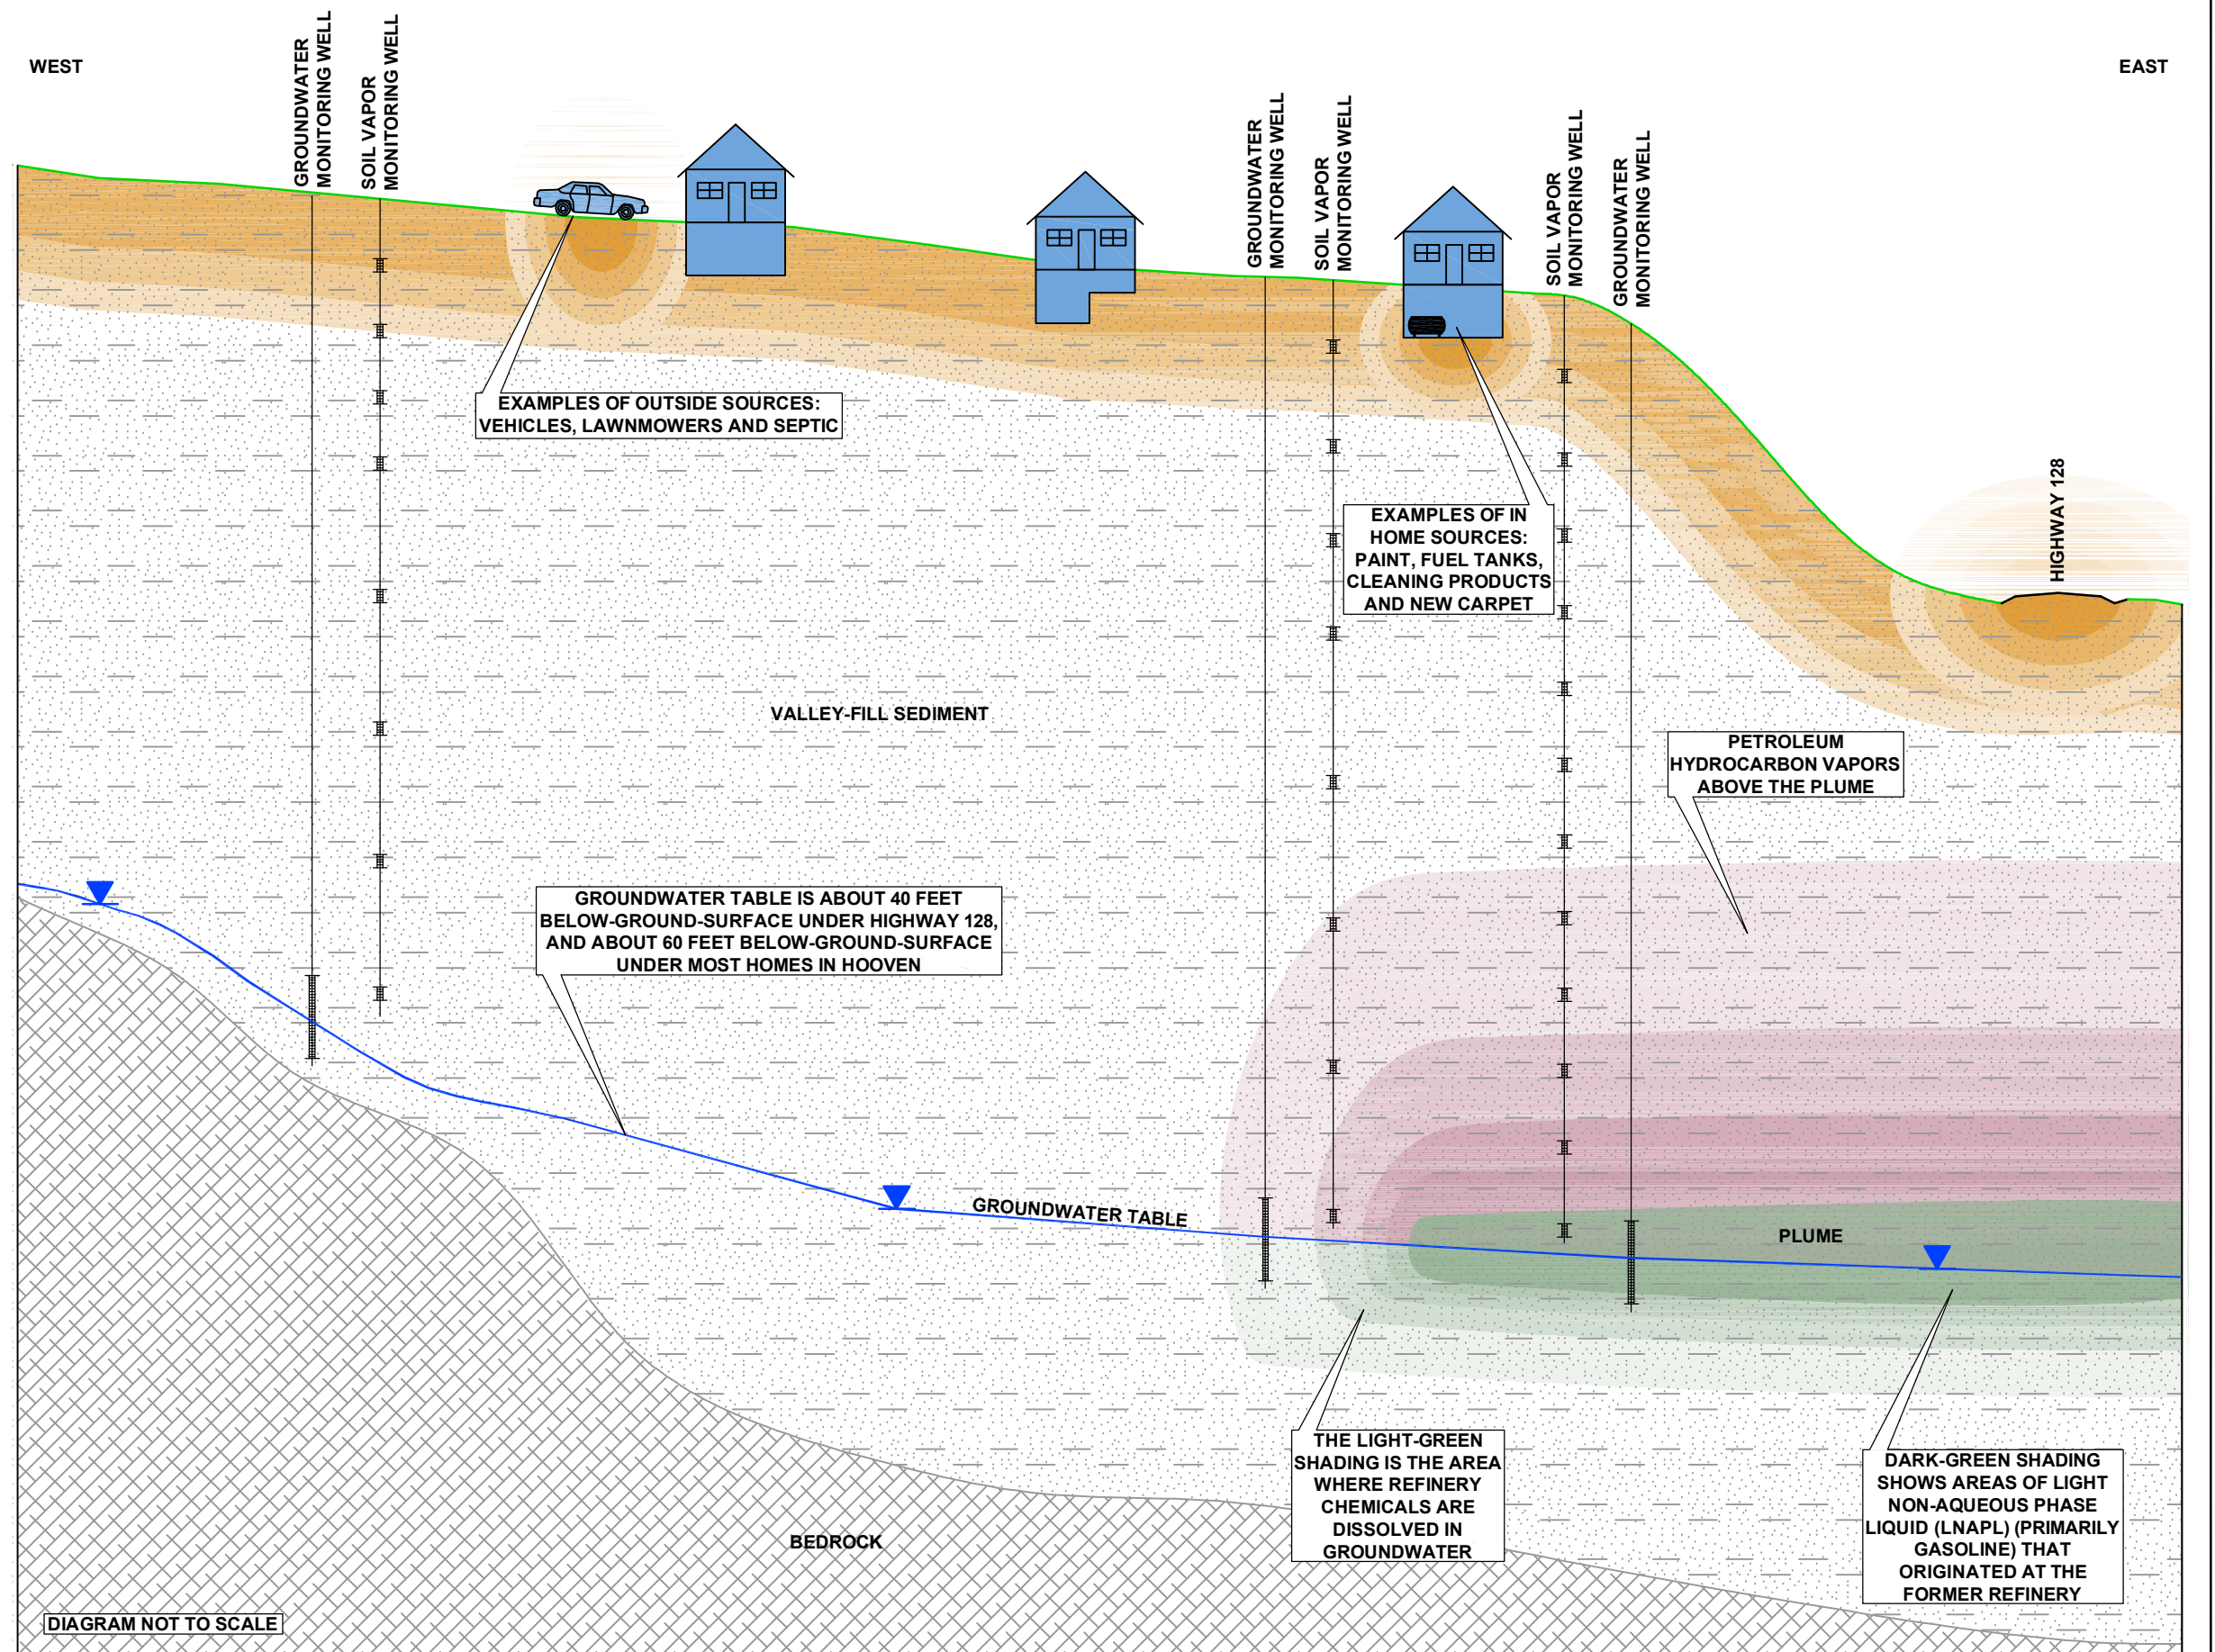 WEST
EAST
GROUNDWATER
MONITORING WELL
SOIL VAPOR
MONITORING WELL
GROUNDWATER
MONITORING WELL
SOIL VAPOR
MONITORING WELL
SOIL VAPOR
MONITORING WELL
GROUNDWATER
MONITORING WELL
EXAMPLES OF OUTSIDE SOURCES:
VEHICLES, LAWNMOWERS AND SEPTIC
EXAMPLES OF IN
HOME SOURCES:
PAINT, FUEL TANKS,
CLEANING PRODUCTS
AND NEW CARPET
HIGHWAY 128
VALLEY-FILL SEDIMENT
PETROLEUM
HYDROCARBON VAPORS
ABOVE THE PLUME
GROUNDWATER TABLE IS ABOUT 40 FEET
BELOW-GROUND-SURFACE UNDER HIGHWAY 128,
AND ABOUT 60 FEET BELOW-GROUND-SURFACE
UNDER MOST HOMES IN HOOVEN
GROUNDWATER TABLE
PLUME
THE LIGHT-GREEN
SHADING IS THE AREA
WHERE REFINERY
CHEMICALS ARE
DISSOLVED IN
GROUNDWATER
DARK-GREEN SHADING
SHOWS AREAS OF LIGHT
NON-AQUEOUS PHASE
LIQUID (LNAPL) (PRIMARILY
GASOLINE) THAT
ORIGINATED AT THE
FORMER REFINERY
BEDROCK
DIAGRAM NOT TO SCALE